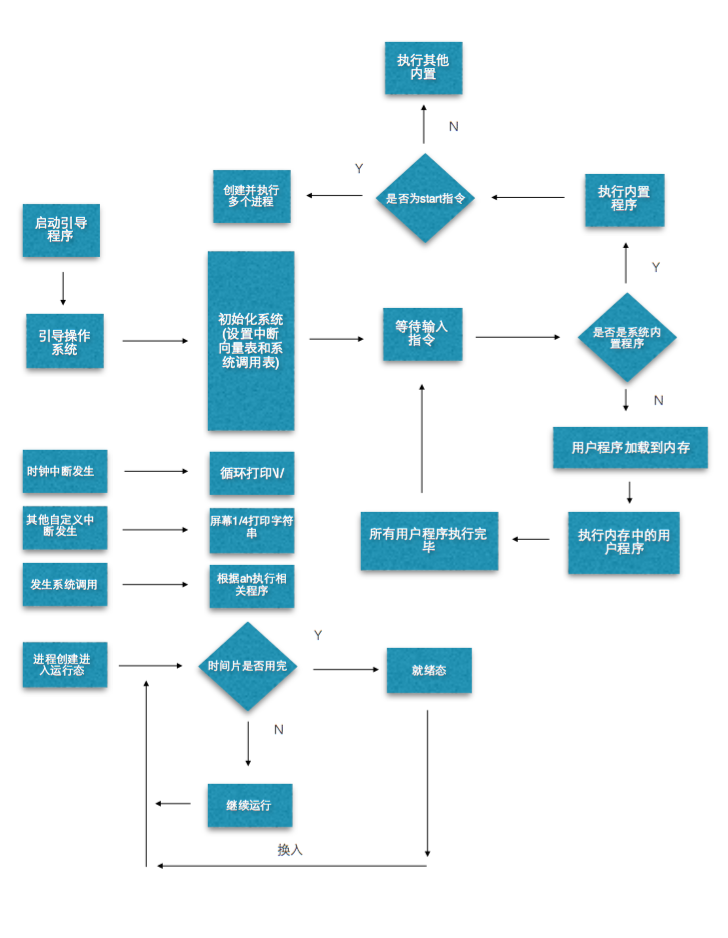 执行其他
内置
N
Y
创建并执行
多个进程
是否为start指令
执行内置
程序
启动引导
程序
Y
引导操作
系统
初始化系统
(设置中断
向量表和系
统调用表)
等待输入
指令
是否是系统内
置程序
N
用户程序加载到内存
时钟中断发生
循环打印\/
其他自定义中
断发生
屏幕1/4打印字符
串
所有用户程序执行完
毕
执行内存中的用
户程序
发生系统调用
根据ah执行相
关程序
进程创建进
入运行态
时间片是否用完
Y
就绪态
N
继续运行
换入